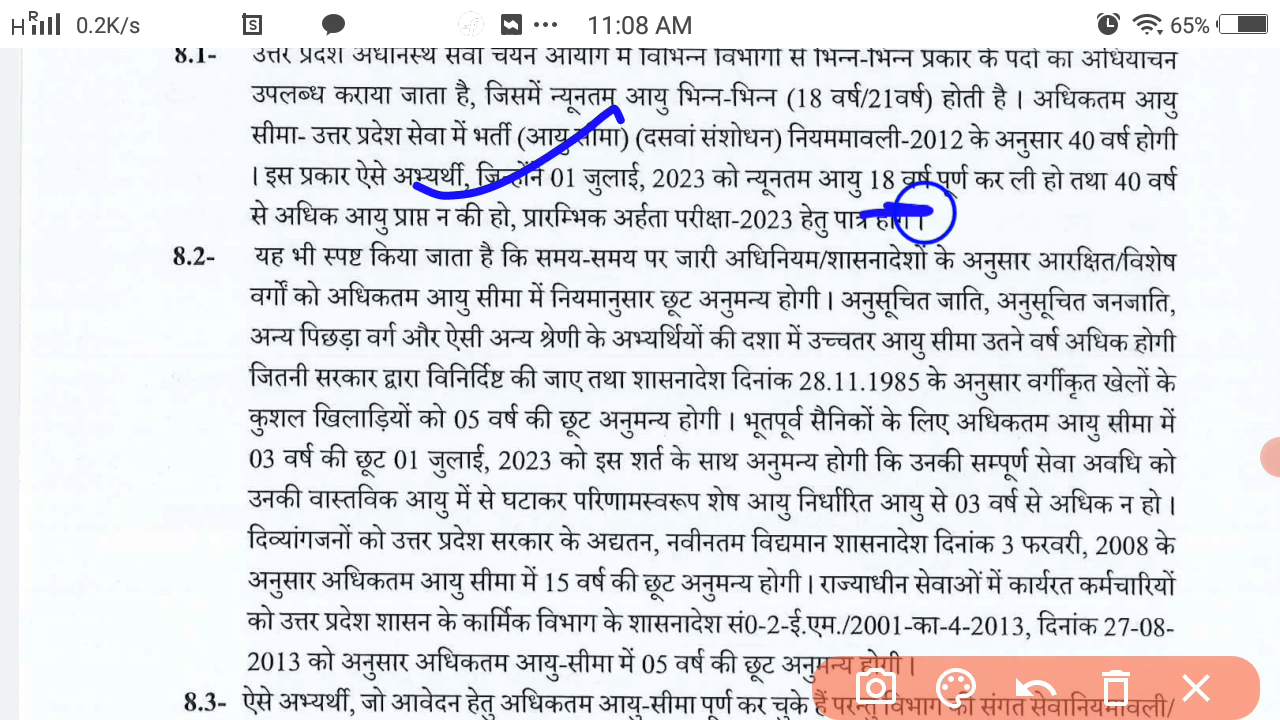 HR 0.2K/s S 11:08 AM 65%
8.1- उत्तर प्रदेश अधीनस्थ सेवा चयन आयोग में विभिन्न विभागों से भिन्न-भिन्न प्रकार के पदों का अधियाचन
उपलब्ध कराया जाता है, जिसमें न्यूनतम आयु भिन्न-भिन्न (18 वर्ष/21वर्ष) होती है । अधिकतम आयु
सीमा- उत्तर प्रदेश सेवा में भर्ती (आयु सीमा) (दसवां संशोधन) नियममावली-2012 के अनुसार 40 वर्ष होगी
। इस प्रकार ऐसे अभ्यर्थी, जिन्होंने 01 जुलाई, 2023 को न्यूनतम आयु 18 वर्ष पूर्ण कर ली हो तथा 40 वर्ष
से अधिक आयु प्राप्त न की हो, प्रारम्भिक अर्हता परीक्षा-2023 हेतु पात्र होंगे ।
8.2- यह भी स्पष्ट किया जाता है कि समय-समय पर जारी अधिनियम/शासनादेशों के अनुसार आरक्षित/विशेष
वर्गों को अधिकतम आयु सीमा में नियमानुसार छूट अनुमन्य होगी । अनुसूचित जाति, अनुसूचित जनजाति,
अन्य पिछड़ा वर्ग और ऐसी अन्य श्रेणी के अभ्यर्थियों की दशा में उच्चतर आयु सीमा उतने वर्ष अधिक होगी
जितनी सरकार द्वारा विनिर्दिष्ट की जाए तथा शासनादेश दिनांक 28.11.1985 के अनुसार वर्गीकृत खेलों के
कुशल खिलाड़ियों को 05 वर्ष की छूट अनुमन्य होगी । भूतपूर्व सैनिकों के लिए अधिकतम आयु सीमा में
03 वर्ष की छूट 01 जुलाई, 2023 को इस शर्त के साथ अनुमन्य होगी कि उनकी सम्पूर्ण सेवा अवधि को
उनकी वास्तविक आयु में से घटाकर परिणामस्वरूप शेष आयु निर्धारित आयु से 03 वर्ष से अधिक न हो ।
दिव्यांगजनों को उत्तर प्रदेश सरकार के अद्यतन, नवीनतम विद्यमान शासनादेश दिनांक 3 फरवरी, 2008 के
अनुसार अधिकतम आयु सीमा में 15 वर्ष की छूट अनुमन्य होगी । राज्याधीन सेवाओं में कार्यरत कर्मचारियों
को उत्तर प्रदेश शासन के कार्मिक विभाग के शासनादेश सं0-2-ई.एम./2001-का-4-2013, दिनांक 27-08-
2013 को अनुसार अधिकतम आयु-सीमा में 05 वर्ष की छूट अनुमन्य होगी ।
8.3- ऐसे अभ्यर्थी, जो आवेदन हेतु अधिकतम आयु-सीमा पूर्ण कर चुके हैं परन्तु विभाग की संगत सेवानियमावली/